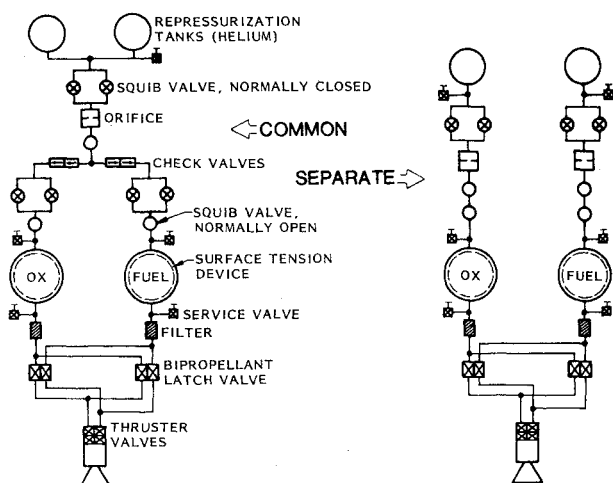 REPRESSURIZATION
TANKS (HELIUM)
SQUIB VALVE, NORMALLY CLOSED
ORIFICE
COMMON
CHECK VALVES
SEPARATE
SQUIB VALVE,
NORMALLY OPEN
SURFACE TENSION
DEVICE
OX
FUEL
OX
FUEL
SERVICE VALVE
FILTER
BIPROPELLANT
LATCH VALVE
THRUSTER
VALVES